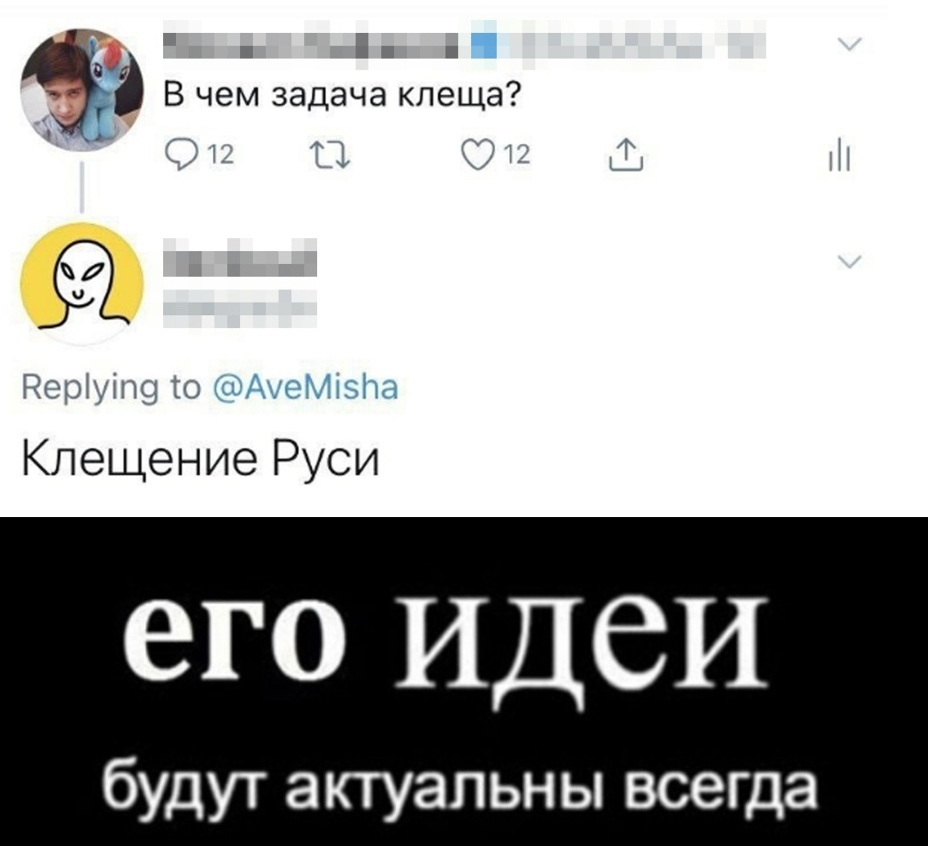 В чем задача клеща?
12 12
Replying to @AveMisha
Клещение Руси
его идеи
будут актуальны всегда